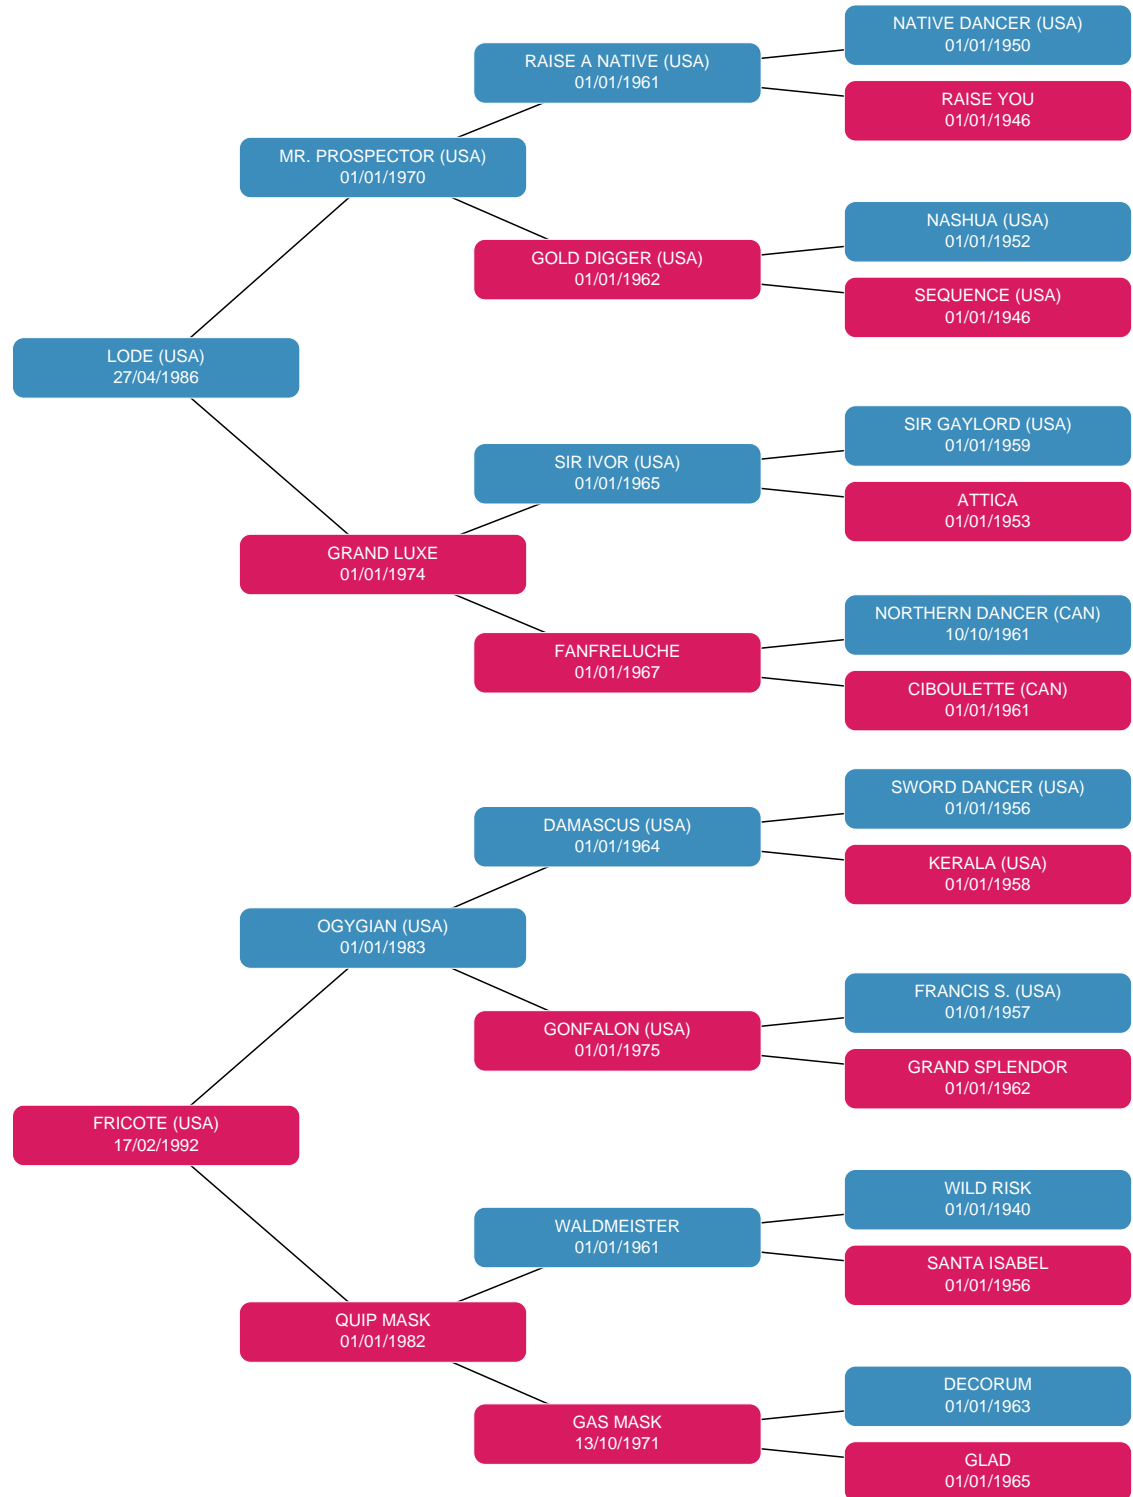 NATIVE DANCER (USA)
01/01/1950
RAISE A NATIVE (USA)
01/01/1961
RAISE YOU
01/01/1946
MR. PROSPECTOR (USA)
01/01/1970
NASHUA (USA)
01/01/1952
GOLD DIGGER (USA)
01/01/1962
SEQUENCE (USA)
01/01/1946
LODE (USA)
27/04/1986
SIR GAYLORD (USA)
01/01/1959
SIR IVOR (USA)
01/01/1965
ATTICA
01/01/1953
GRAND LUXE
01/01/1974
NORTHERN DANCER (CAN)
10/10/1961
FANFRELUCHE
01/01/1967
CIBOULETTE (CAN)
01/01/1961
SWORD DANCER (USA)
01/01/1956
DAMASCUS (USA)
01/01/1964
KERALA (USA)
01/01/1958
OGYGIAN (USA)
01/01/1983
FRANCIS S. (USA)
01/01/1957
GONFALON (USA)
01/01/1975
GRAND SPLENDOR
01/01/1962
FRICOTE (USA)
17/02/1992
WILD RISK
01/01/1940
WALDMEISTER
01/01/1961
SANTA ISABEL
01/01/1956
QUIP MASK
01/01/1982
DECORUM
01/01/1963
GAS MASK
13/10/1971
GLAD
01/01/1965